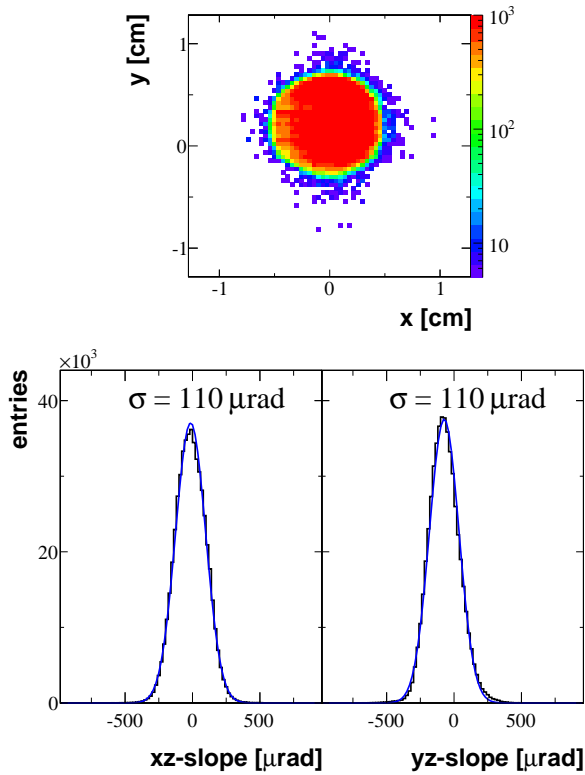 y [cm]
1
0
-1
10³
10²
10
-1 0 1
x [cm]
×10³
entries
40
20
0
σ = 110 μrad
σ = 110 μrad
-500 0 500
-500 0 500
xz-slope [μrad]
yz-slope [μrad]